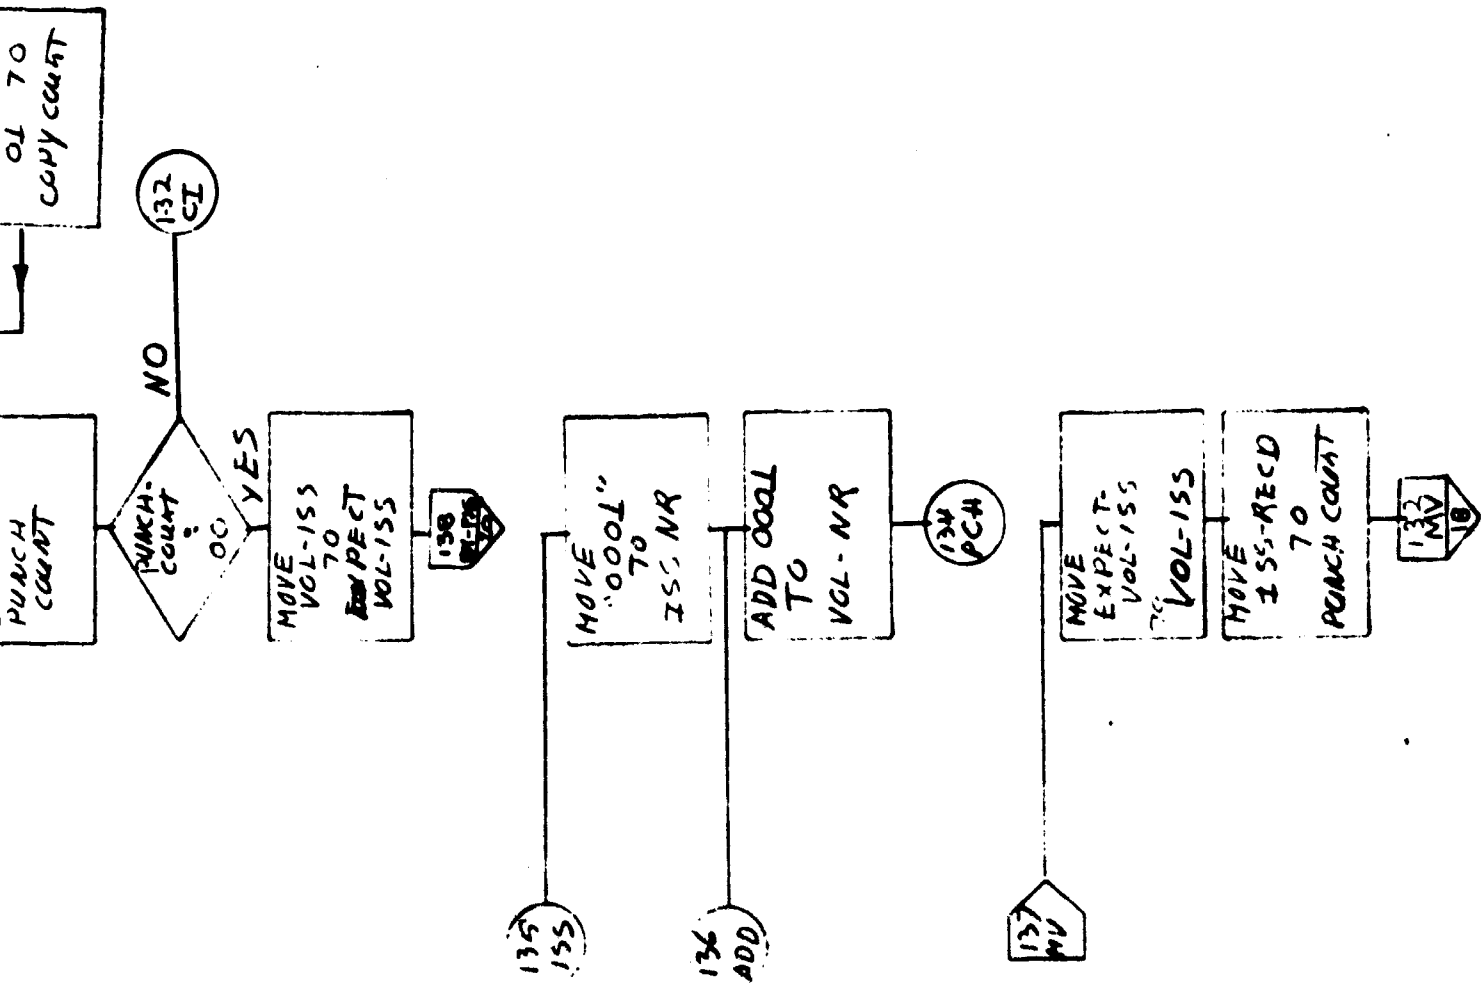 01 TO
COPY COUNT
PUNCH
COUNT
PUNCH-
COUNT
=
00
NO
132
CI
YES
MOVE
VOL-ISS
TO
EXPECT
VOL-ISS
138
135
ISS
MOVE
"0001"
TO
ISS NR
136
ADD
ADD 0001
TO
VOL-NR
134
PCH
137
MV
MOVE
EXPECT-
VOL-ISS
TO
VOL-ISS
MOVE
ISS-RECD
TO
PUNCH COUNT
132
MV
18